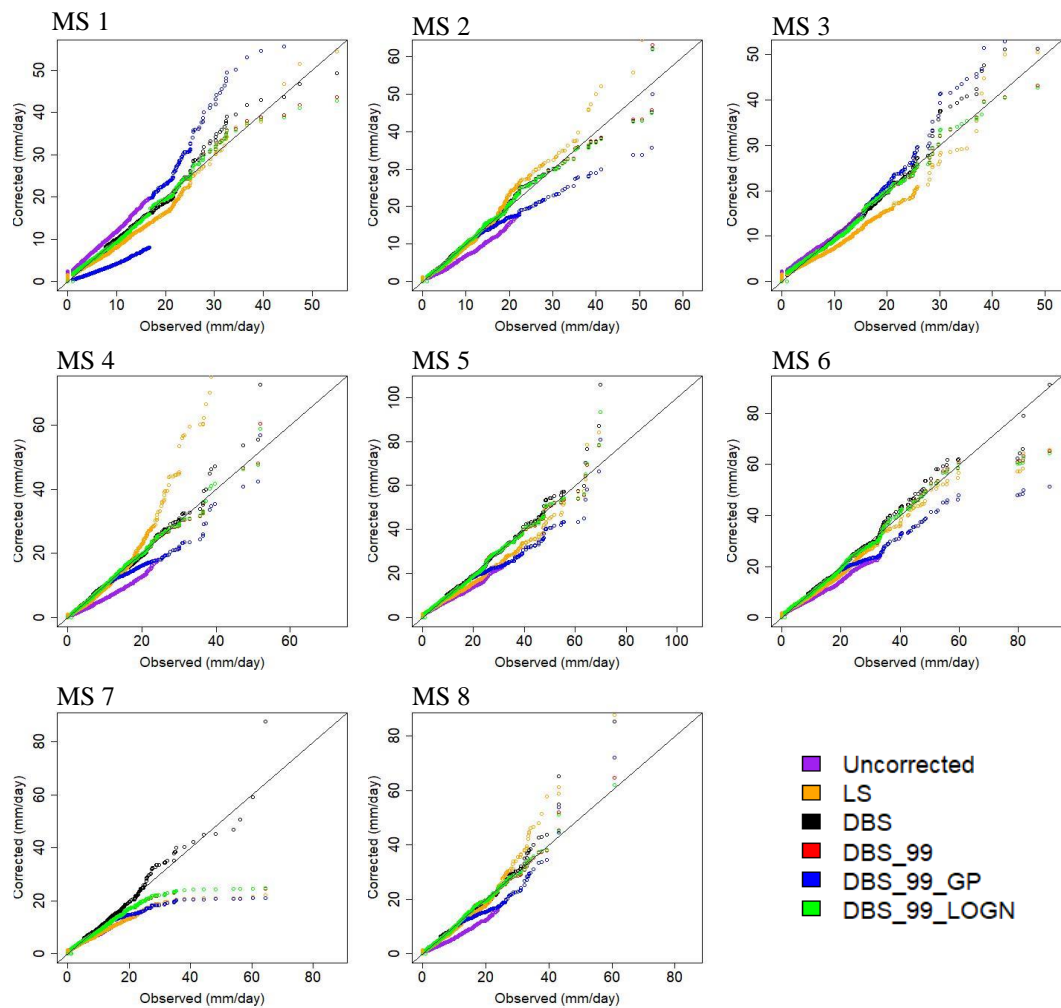 MS 1
MS 2
MS 3
Corrected (mm/day)
0 10 20 30 40 50
0 10 20 30 40 50
Observed (mm/day)
Corrected (mm/day)
0 10 20 30 40 50 60
0 10 20 30 40 50 60
Observed (mm/day)
Corrected (mm/day)
0 10 20 30 40 50
0 10 20 30 40 50
Observed (mm/day)
MS 4
MS 5
MS 6
Corrected (mm/day)
0 20 40 60
0 20 40 60
Observed (mm/day)
Corrected (mm/day)
0 20 40 60 80 100
0 20 40 60 80 100
Observed (mm/day)
Corrected (mm/day)
0 20 40 60 80
0 20 40 60 80
Observed (mm/day)
MS 7
MS 8
Corrected (mm/day)
0 20 40 60 80
0 20 40 60 80
Observed (mm/day)
Corrected (mm/day)
0 20 40 60 80
0 20 40 60 80
Observed (mm/day)
Uncorrected
LS
DBS
DBS_99
DBS_99_GP
DBS_99_LOGN